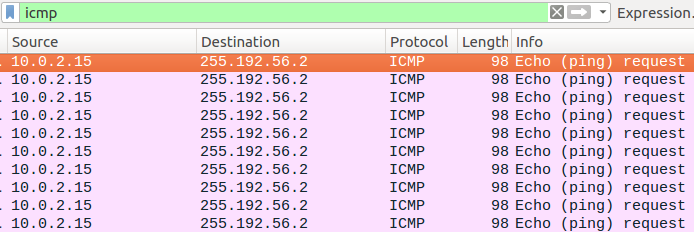 icmp Expression.
Source Destination Protocol Length Info
10.0.2.15 255.192.56.2 ICMP 98 Echo (ping) request
10.0.2.15 255.192.56.2 ICMP 98 Echo (ping) request
10.0.2.15 255.192.56.2 ICMP 98 Echo (ping) request
10.0.2.15 255.192.56.2 ICMP 98 Echo (ping) request
10.0.2.15 255.192.56.2 ICMP 98 Echo (ping) request
10.0.2.15 255.192.56.2 ICMP 98 Echo (ping) request
10.0.2.15 255.192.56.2 ICMP 98 Echo (ping) request
10.0.2.15 255.192.56.2 ICMP 98 Echo (ping) request
10.0.2.15 255.192.56.2 ICMP 98 Echo (ping) request
10.0.2.15 255.192.56.2 ICMP 98 Echo (ping) request